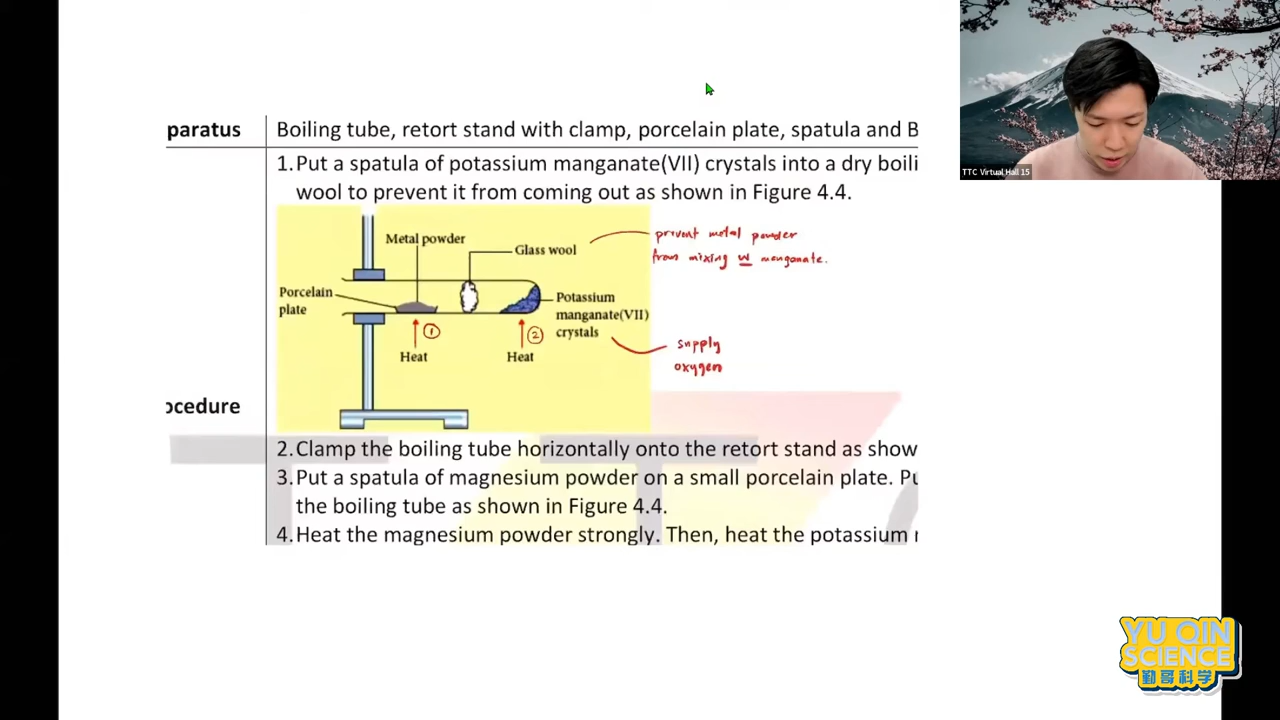 TTC Virtual Hall 15
paratus
Boiling tube, retort stand with clamp, porcelain plate, spatula and B
1. Put a spatula of potassium manganate(VII) crystals into a dry boili
wool to prevent it from coming out as shown in Figure 4.4.
Metal powder
Glass wool
prevent metal powder
from mixing w manganate.
Porcelain
plate
Potassium
manganate(VII)
crystals
1
2
Heat
Heat
supply
oxygen
ocedure
2. Clamp the boiling tube horizontally onto the retort stand as show
3. Put a spatula of magnesium powder on a small porcelain plate. Pu
the boiling tube as shown in Figure 4.4.
4. Heat the magnesium powder strongly. Then, heat the potassium
YU QIN
SCIENCE
勤哥科学